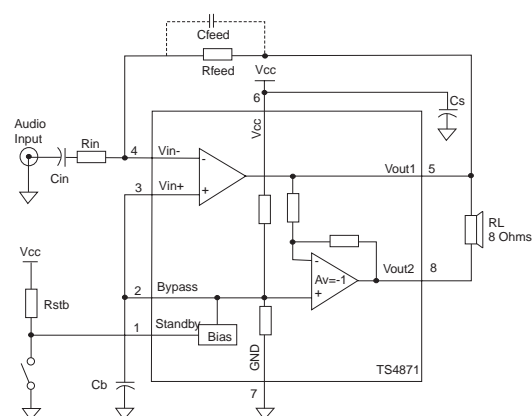 Cfeed
Rfeed
Vcc
6
Cs
Vcc
Audio
Input
Rin
Cin
4
Vin-
-
Vout1
5
3
Vin+
+
RL
8 Ohms
Vcc
-
Av=-1
+
Vout2
8
2
Bypass
Rstb
1
Standby
Bias
GND
TS4871
Cb
7